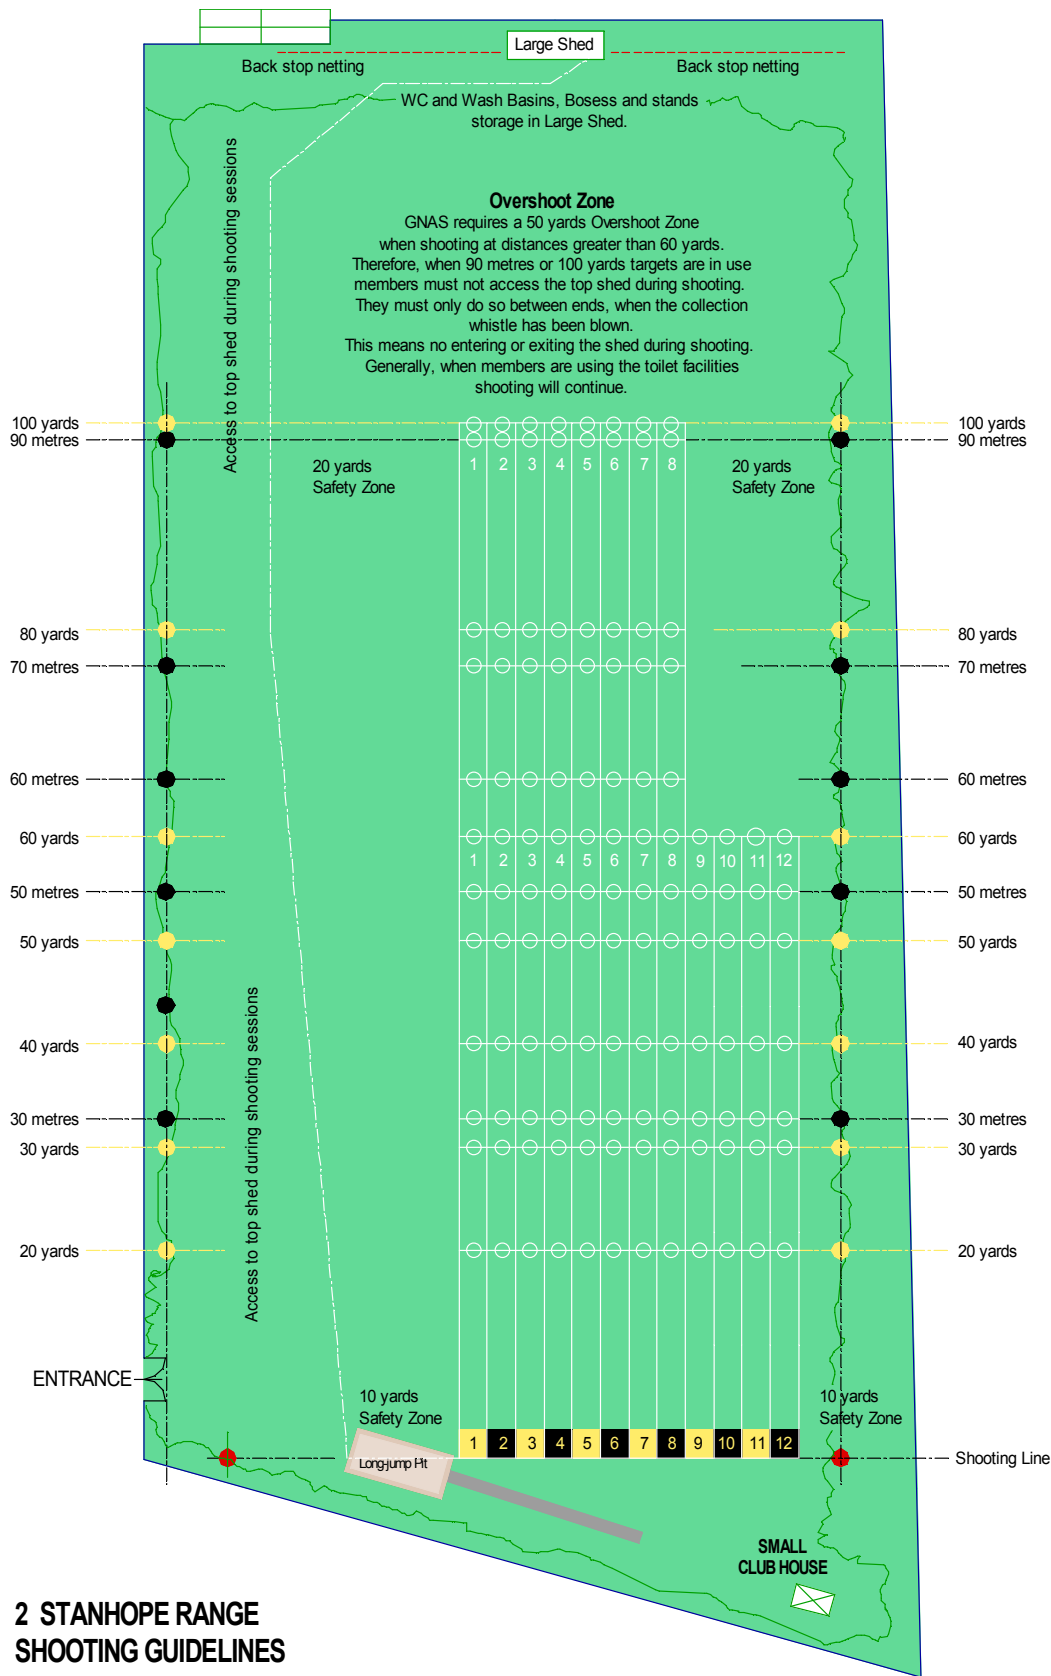 Large Shed
Back stop netting
Back stop netting
WC and Wash Basins, Bosess and stands
storage in Large Shed.
Access to top shed during shooting sessions
Overshoot Zone
GNAS requires a 50 yards Overshoot Zone
when shooting at distances greater than 60 yards.
Therefore, when 90 metres or 100 yards targets are in use
members must not access the top shed during shooting.
They must only do so between ends, when the collection
whistle has been blown.
This means no entering or exiting the shed during shooting.
Generally, when members are using the toilet facilities
shooting will continue.
100 yards
100 yards
90 metres
90 metres
1 2 3 4 5 6 7 8
20 yards
Safety Zone
20 yards
Safety Zone
80 yards
80 yards
70 metres
70 metres
60 metres
60 metres
60 yards
60 yards
1 2 3 4 5 6 7 8 9 10 11 12
50 metres
50 metres
50 yards
50 yards
Access to top shed during shooting sessions
40 yards
40 yards
30 metres
30 metres
30 yards
30 yards
20 yards
20 yards
ENTRANCE
10 yards
Safety Zone
10 yards
Safety Zone
1 2 3 4 5 6 7 8 9 10 11 12
Long-jump Pit
Shooting Line
SMALL
CLUB HOUSE
2 STANHOPE RANGE
SHOOTING GUIDELINES